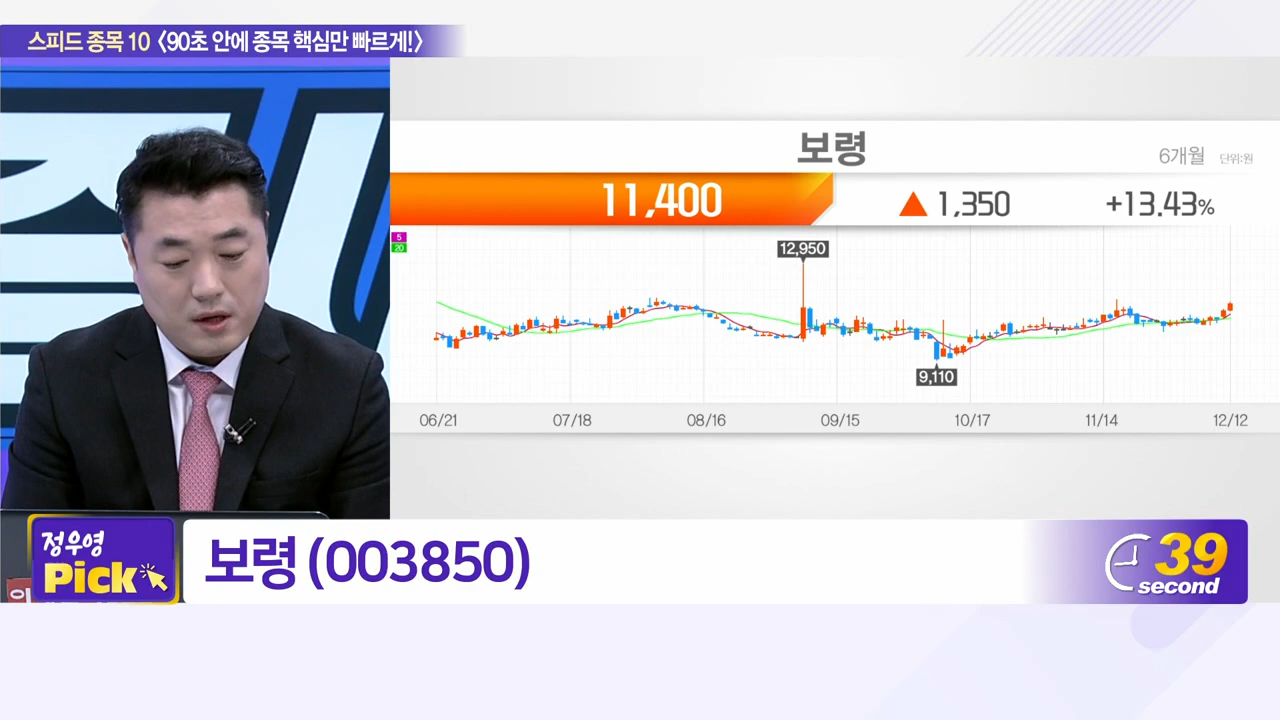 스피드 종목 10 〈90초 안에 종목 핵심만 빠르게!〉
보령
6개월 단위:원
11,400 ▲ 1,350 +13.43%
5
20
12,950
9,110
06/21 07/18 08/16 09/15 10/17 11/14 12/12
정우영
Pick
보령 (003850)
39
second